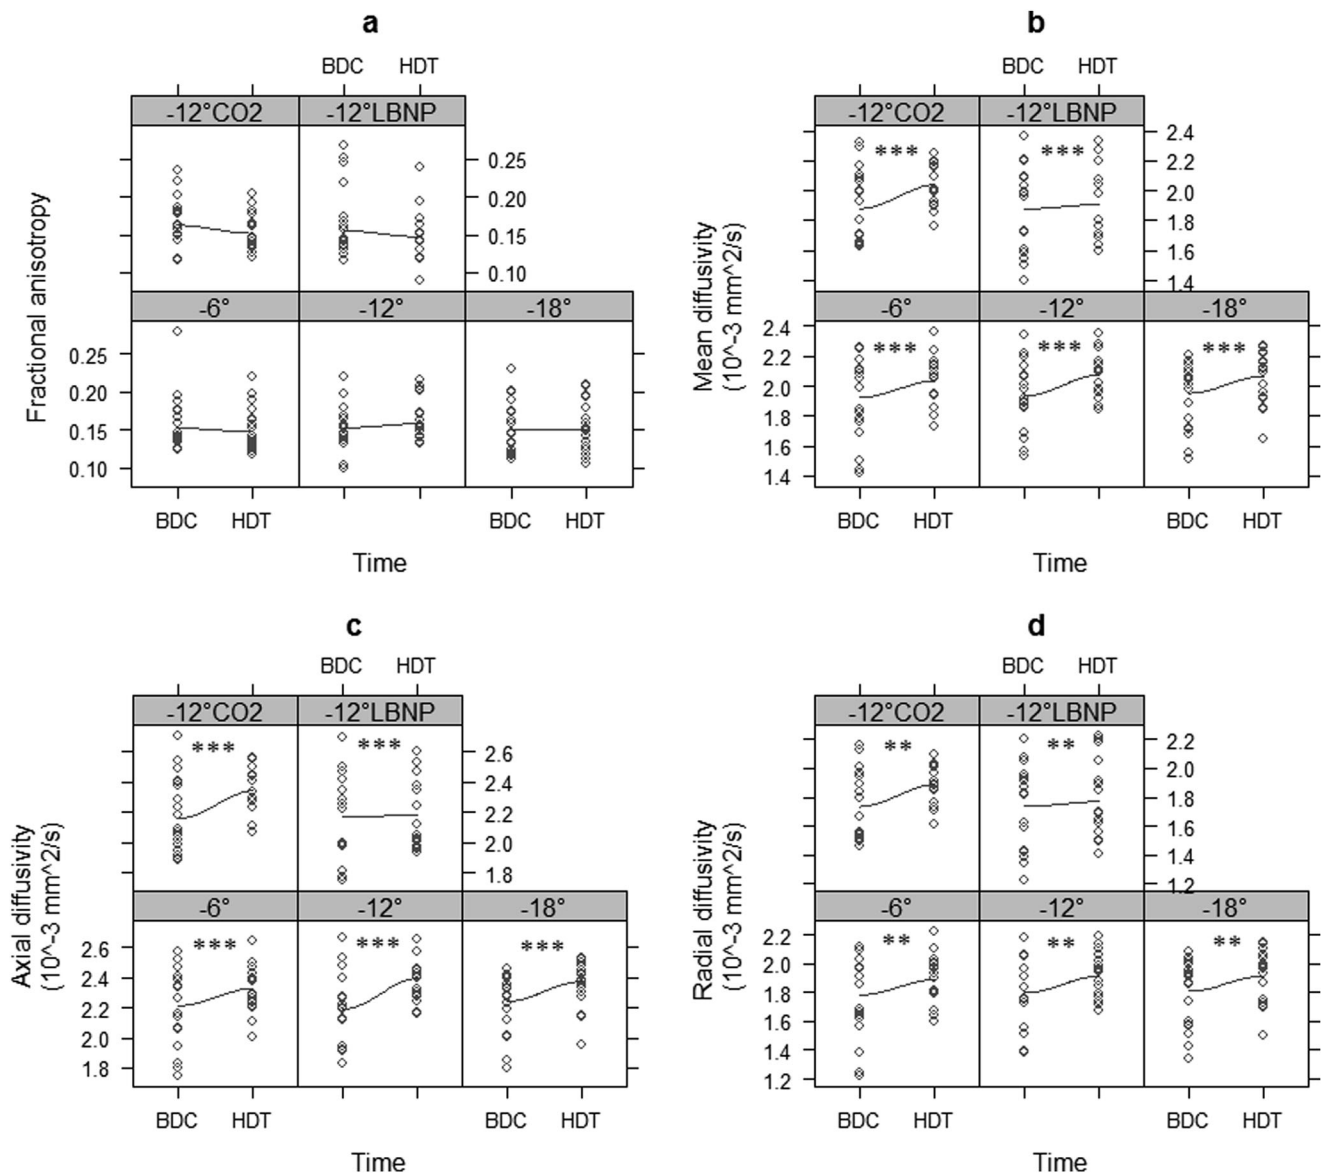 a
BDC HDT
-12°CO2 -12°LBNP
0.25
0.20
0.15
0.10
Fractional anisotropy
-6° -12° -18°
0.25
0.20
0.15
0.10
BDC HDT BDC HDT
Time
b
BDC HDT
-12°CO2 -12°LBNP
*** ***
2.4
2.2
2.0
1.8
1.6
1.4
Mean diffusivity
(10^-3 mm^2/s)
-6° -12° -18°
*** *** ***
2.4
2.2
2.0
1.8
1.6
1.4
BDC HDT BDC HDT
Time
c
BDC HDT
-12°CO2 -12°LBNP
*** ***
2.6
2.4
2.2
2.0
1.8
Axial diffusivity
(10^-3 mm^2/s)
-6° -12° -18°
*** *** ***
2.6
2.4
2.2
2.0
1.8
BDC HDT BDC HDT
Time
d
BDC HDT
-12°CO2 -12°LBNP
** **
2.2
2.0
1.8
1.6
1.4
1.2
Radial diffusivity
(10^-3 mm^2/s)
-6° -12° -18°
** ** **
2.2
2.0
1.8
1.6
1.4
1.2
BDC HDT BDC HDT
Time